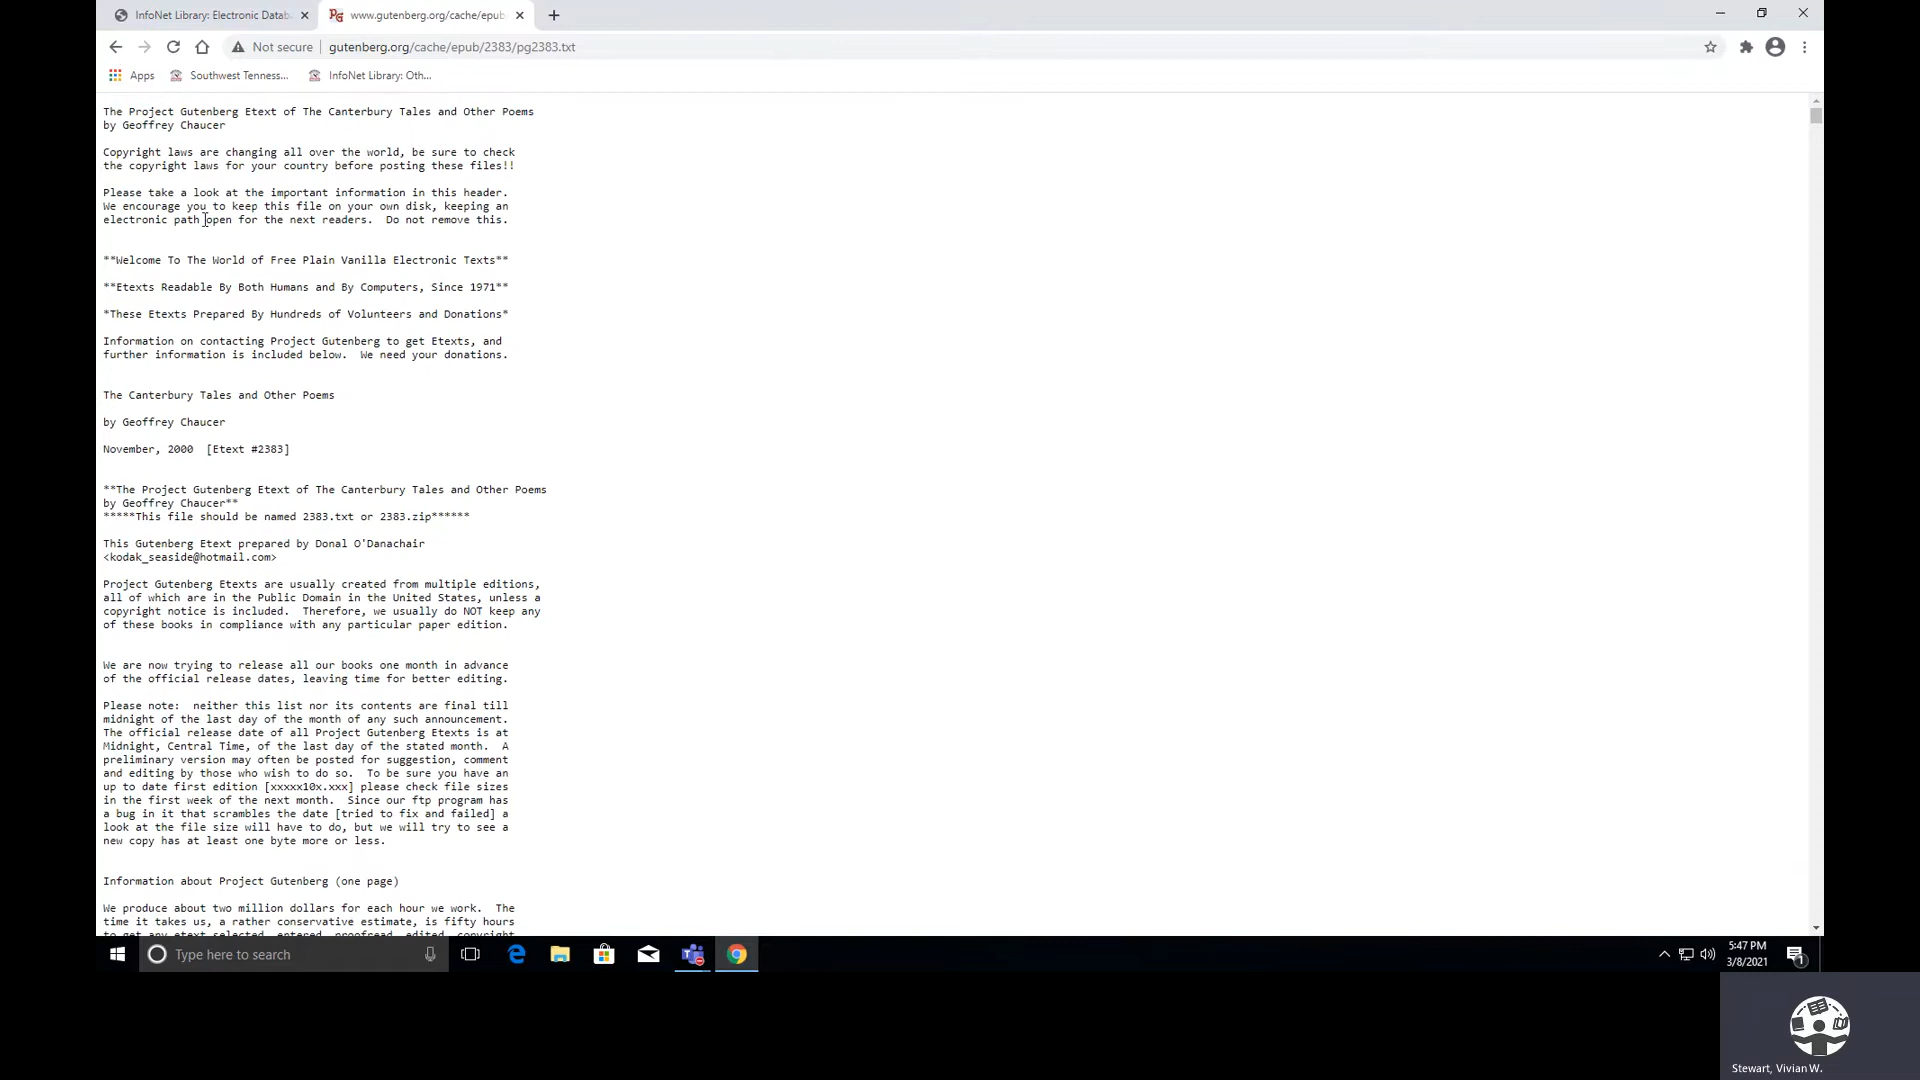 InfoNet Library: Electronic Datab
www.gutenberg.org/cache/epub
Not secure | gutenberg.org/cache/epub/2383/pg2383.txt
Apps Southwest Tenness... InfoNet Library: Oth...
The Project Gutenberg Etext of The Canterbury Tales and Other Poems
by Geoffrey Chaucer
Copyright laws are changing all over the world, be sure to check
the copyright laws for your country before posting these files!!
Please take a look at the important information in this header.
We encourage you to keep this file on your own disk, keeping an
electronic path open for the next readers.  Do not remove this.
**Welcome To The World of Free Plain Vanilla Electronic Texts**
**Etexts Readable By Both Humans and By Computers, Since 1971**
*These Etexts Prepared By Hundreds of Volunteers and Donations*
Information on contacting Project Gutenberg to get Etexts, and
further information is included below.  We need your donations.
The Canterbury Tales and Other Poems
by Geoffrey Chaucer
November, 2000  [Etext #2383]
**The Project Gutenberg Etext of The Canterbury Tales and Other Poems
by Geoffrey Chaucer**
*****This file should be named 2383.txt or 2383.zip******
This Gutenberg Etext prepared by Donal O'Danachair
<kodak_seaside@hotmail.com>
Project Gutenberg Etexts are usually created from multiple editions,
all of which are in the Public Domain in the United States, unless a
copyright notice is included.  Therefore, we usually do NOT keep any
of these books in compliance with any particular paper edition.
We are now trying to release all our books one month in advance
of the official release dates, leaving time for better editing.
Please note:  neither this list nor its contents are final till
midnight of the last day of the month of any such announcement.
The official release date of all Project Gutenberg Etexts is at
Midnight, Central Time, of the last day of the stated month.  A
preliminary version may often be posted for suggestion, comment
and editing by those who wish to do so.  To be sure you have an
up to date first edition [xxxxx10x.xxx] please check file sizes
in the first week of the next month.  Since our ftp program has
a bug in it that scrambles the date [tried to fix and failed] a
look at the file size will have to do, but we will try to see a
new copy has at least one byte more or less.
Information about Project Gutenberg (one page)
We produce about two million dollars for each hour we work.  The
time it takes us, a rather conservative estimate, is fifty hours
to get any etext selected, entered, proofread, edited, copyright
Type here to search
5:47 PM
3/8/2021
1
Stewart, Vivian W.